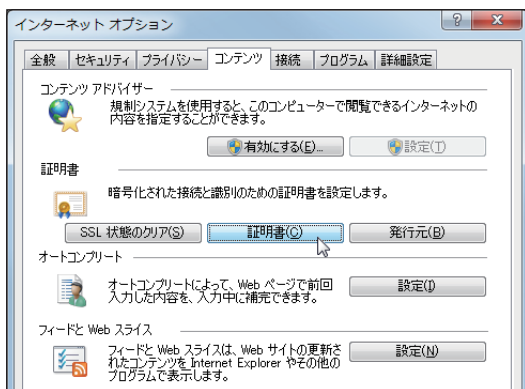 インターネット オプション
全般 セキュリティ プライバシー コンテンツ 接続 プログラム 詳細設定
コンテンツ アドバイザー
規制システムを使用すると、このコンピューターで閲覧できるインターネットの
内容を指定することができます。
有効にする(E)... 設定(T)
証明書
暗号化された接続と識別のための証明書を設定します。
SSL 状態のクリア(S) 証明書(C) 発行元(B)
オートコンプリート
オートコンプリートによって、Web ページで前回
入力した内容を、入力中に補完できます。
設定(I)
フィードと Web スライス
フィードと Web スライスは、Web サイトの更新さ
れたコンテンツを Internet Explorer やその他の
プログラムで表示します。
設定(N)